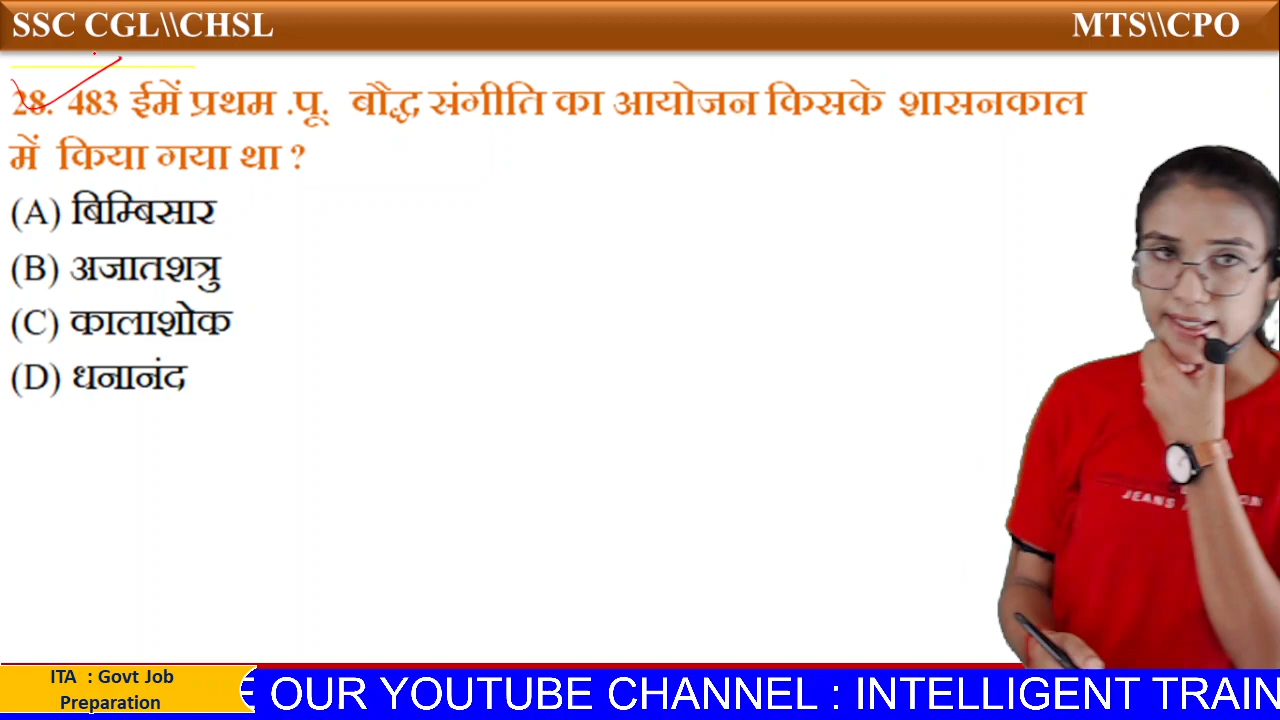 SSC CGL\\CHSL MTS\\CPO
28. 483 ईमें प्रथम .पू. बौद्ध संगीति का आयोजन किसके शासनकाल
में किया गया था ?
(A) बिम्बिसार
(B) अजातशत्रु
(C) कालाशोक
(D) धनानंद
JEANS
ITA : Govt Job
Preparation
E OUR YOUTUBE CHANNEL : INTELLIGENT TRAIN